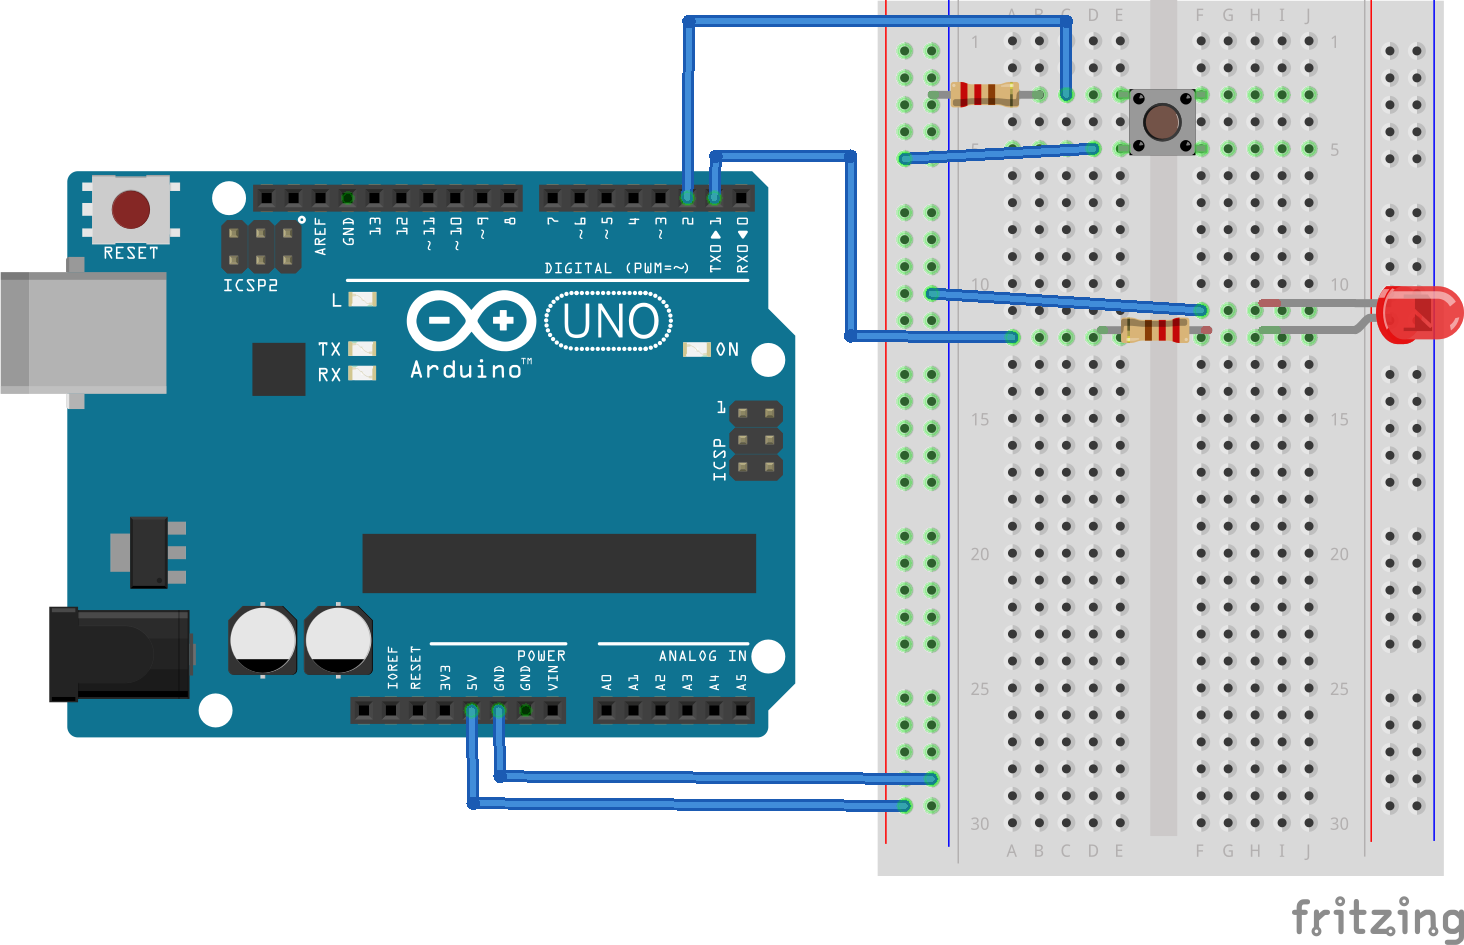 A B C D E F G H I J
1 1
5 5
RESET
ICSP2
AREF
GND
13
12
~11
~10
~9
8
7
~6
~5
4
~3
2
TX0▶1
RX0◀0
DIGITAL (PWM=~)
L
TX
RX
UNO
Arduino™
ON
10 10
1
ICSP
15 15
20 20
POWER
ANALOG IN
IOREF
RESET
3V3
5V
GND
GND
VIN
A0
A1
A2
A3
A4
A5
25 25
30 30
A B C D E F G H I J
fritzing